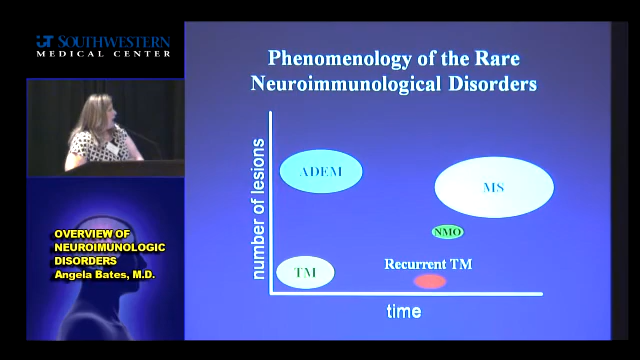 UT SOUTHWESTERN
MEDICAL CENTER
OVERVIEW OF
NEUROIMUNOLOGIC
DISORDERS
Angela Bates, M.D.
Phenomenology of the Rare
Neuroimmunological Disorders
number of lesions
ADEM
MS
NMO
TM
Recurrent TM
time